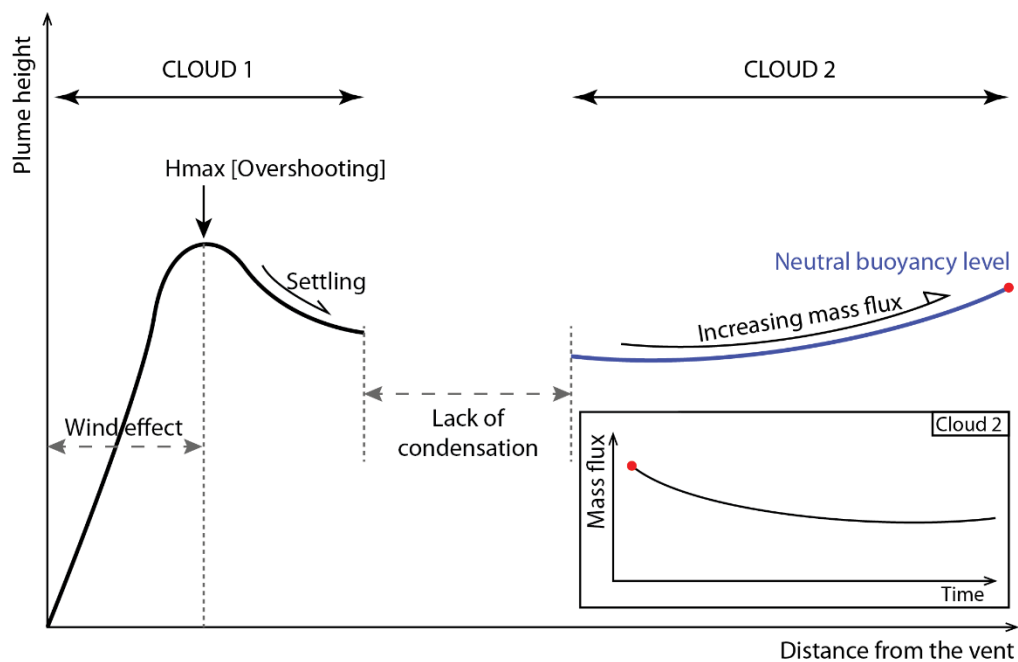 Plume height
CLOUD 1
CLOUD 2
Hmax [Overshooting]
Settling
Neutral buoyancy level
Increasing mass flux
Wind effect
Lack of
condensation
Cloud 2
Mass flux
Time
Distance from the vent